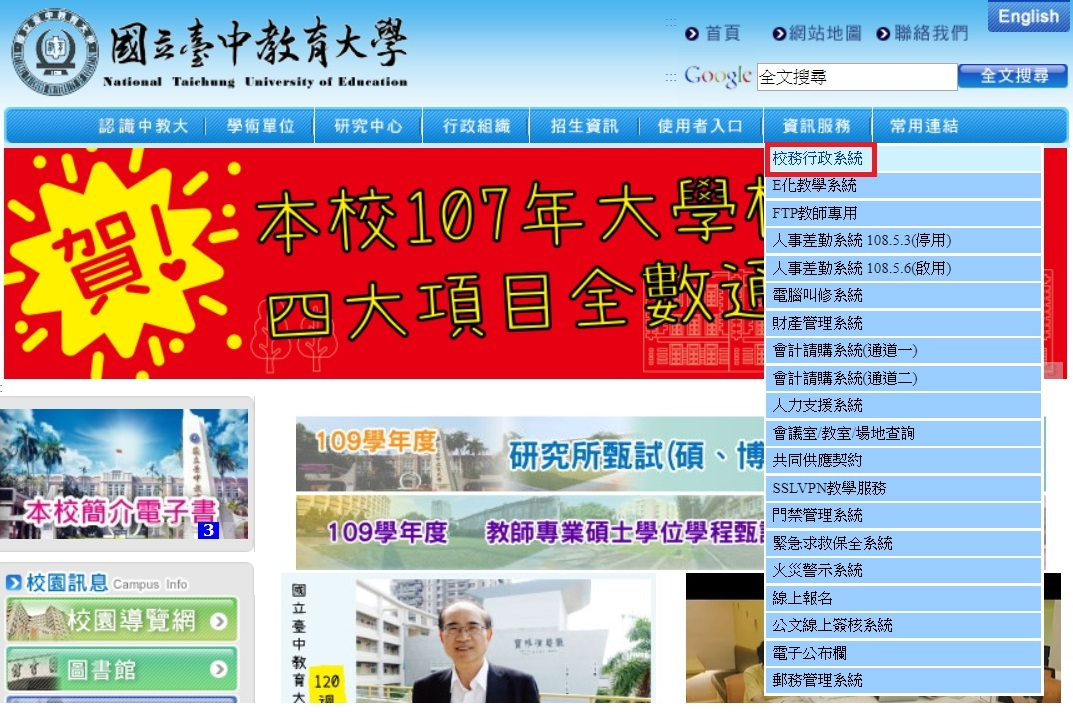 國立臺中教育大學
National Taichung University of Education
::: 首頁 網站地圖 聯絡我們 English
::: Google 全文搜尋 全文搜尋
認識中教大 學術單位 研究中心 行政組織 招生資訊 使用者入口 資訊服務 常用連結
校務行政系統
E化教學系統
FTP教師專用
人事差勤系統 108.5.3(停用)
人事差勤系統 108.5.6(啟用)
電腦叫修系統
財產管理系統
會計請購系統(通道一)
會計請購系統(通道二)
人力支援系統
會議室/教室/場地查詢
共同供應契約
SSLVPN教學服務
門禁管理系統
緊急求救保全系統
火災警示系統
線上報名
公文線上簽核系統
電子公布欄
郵務管理系統
賀!
本校107年大學
四大項目全數通
本校簡介電子書
3
校園訊息 Campus Info
校園導覽網
圖書館
109學年度
研究所甄試(碩、博
109學年度 教師專業碩士學位學程甄
國立臺中教育大
120
週